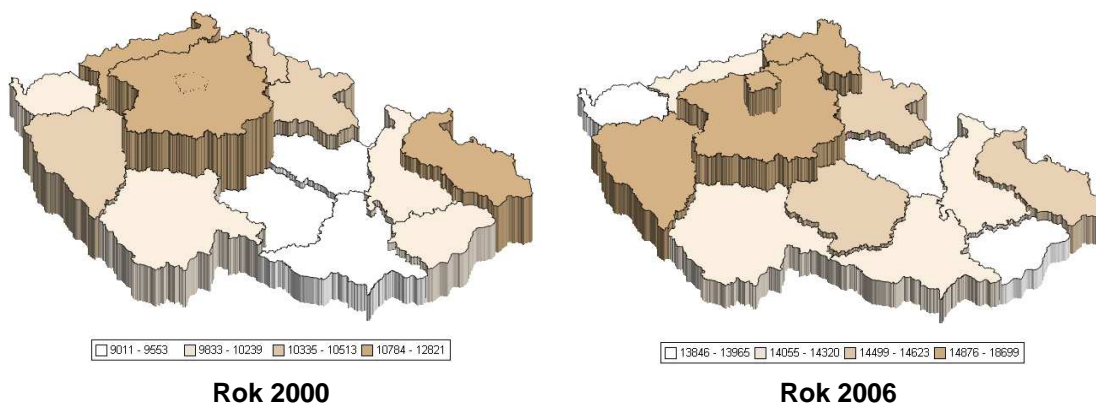 9011 - 9553 9833 - 10239 10335 - 10513 10784 - 12821
13846 - 13965 14055 - 14320 14499 - 14623 14876 - 18699
Rok 2000
Rok 2006